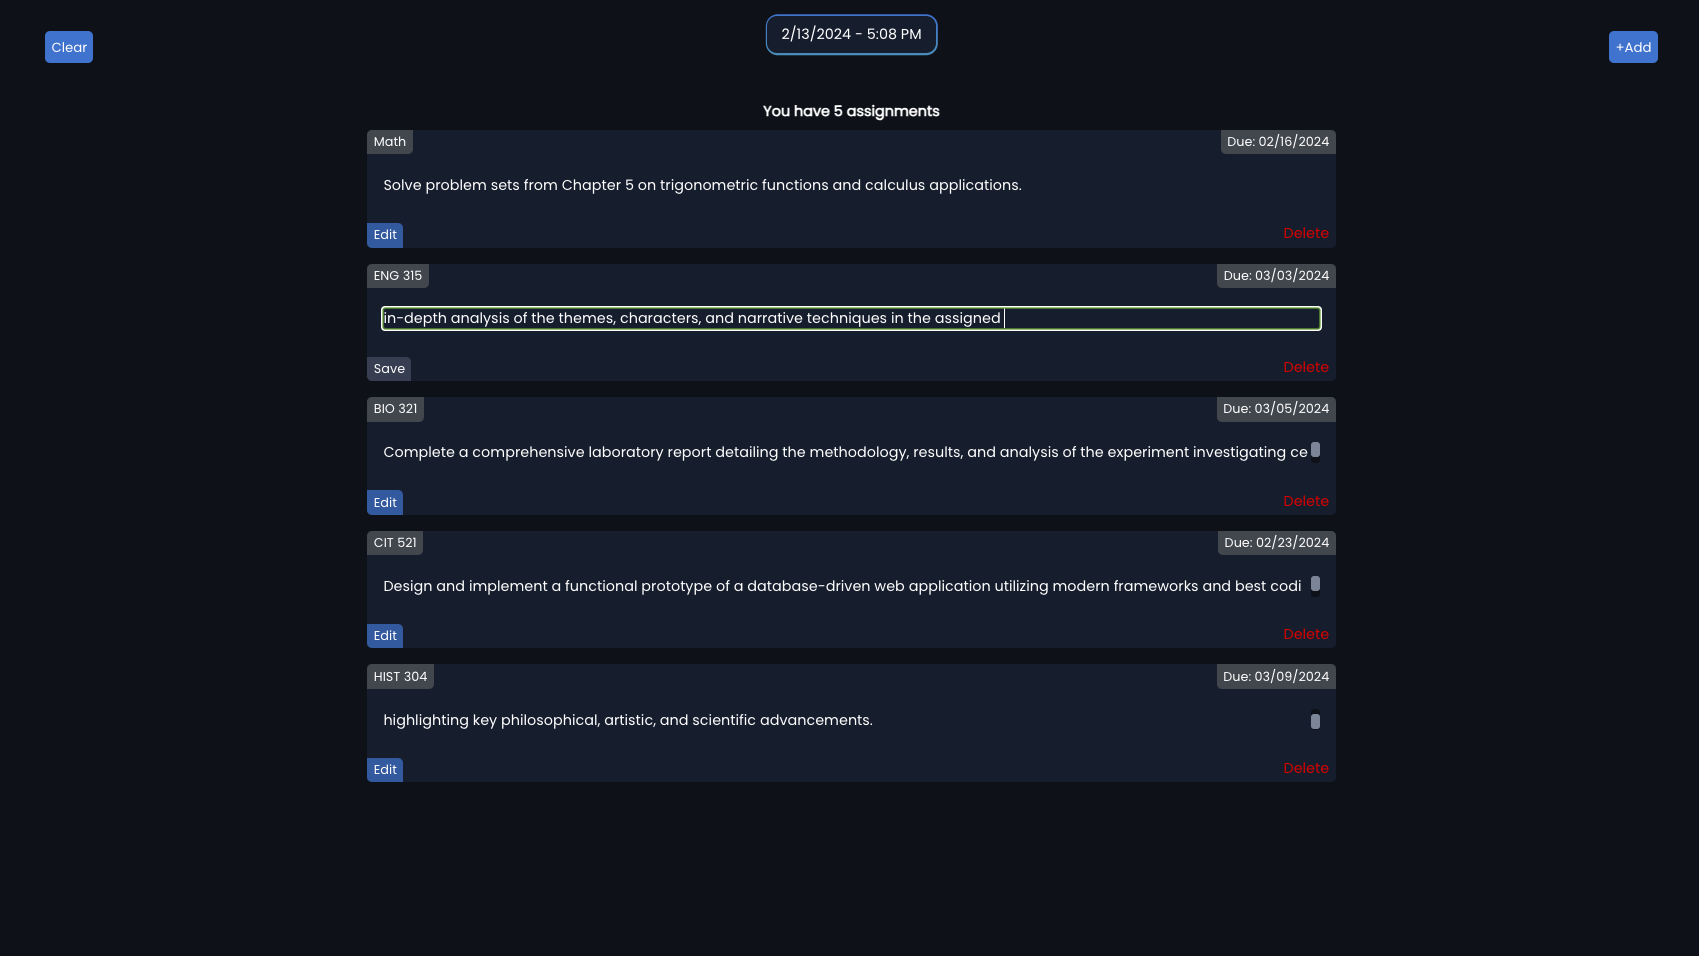 Clear
2/13/2024 - 5:08 PM
+Add
You have 5 assignments
Math
Due: 02/16/2024
Solve problem sets from Chapter 5 on trigonometric functions and calculus applications.
Edit
Delete
ENG 315
Due: 03/03/2024
in-depth analysis of the themes, characters, and narrative techniques in the assigned
Save
Delete
BIO 321
Due: 03/05/2024
Complete a comprehensive laboratory report detailing the methodology, results, and analysis of the experiment investigating ce
Edit
Delete
CIT 521
Due: 02/23/2024
Design and implement a functional prototype of a database-driven web application utilizing modern frameworks and best codi
Edit
Delete
HIST 304
Due: 03/09/2024
highlighting key philosophical, artistic, and scientific advancements.
Edit
Delete